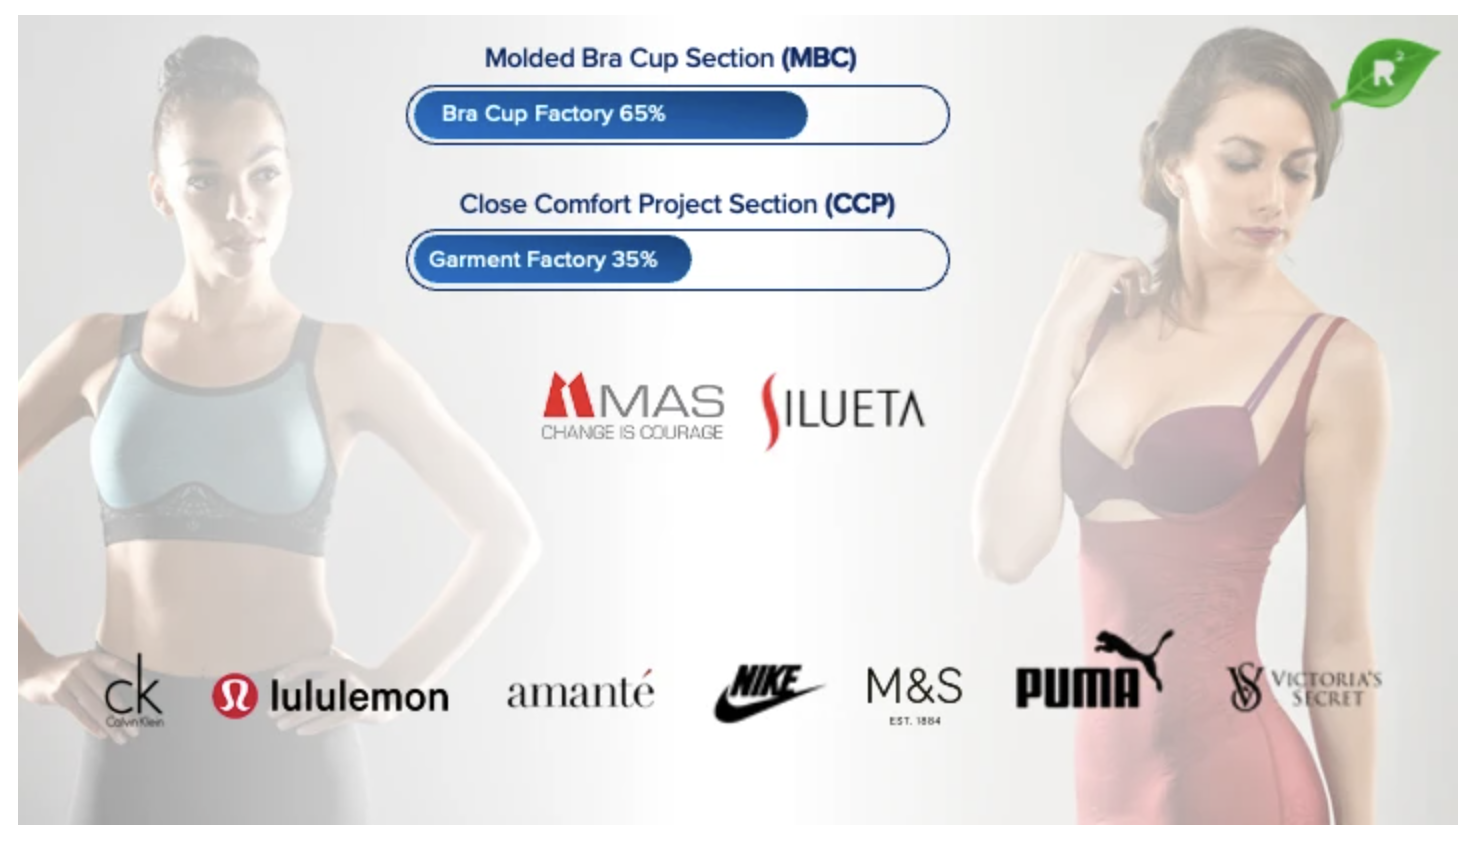 Molded Bra Cup Section (MBC)
R2
Bra Cup Factory 65%
Close Comfort Project Section (CCP)
Garment Factory 35%
MAS
CHANGE IS COURAGE
SILUETA
ck
Calvin Klein
lululemon
amanté
NIKE
M&S
EST. 1884
PUMA
VS
VICTORIA'S
SECRET